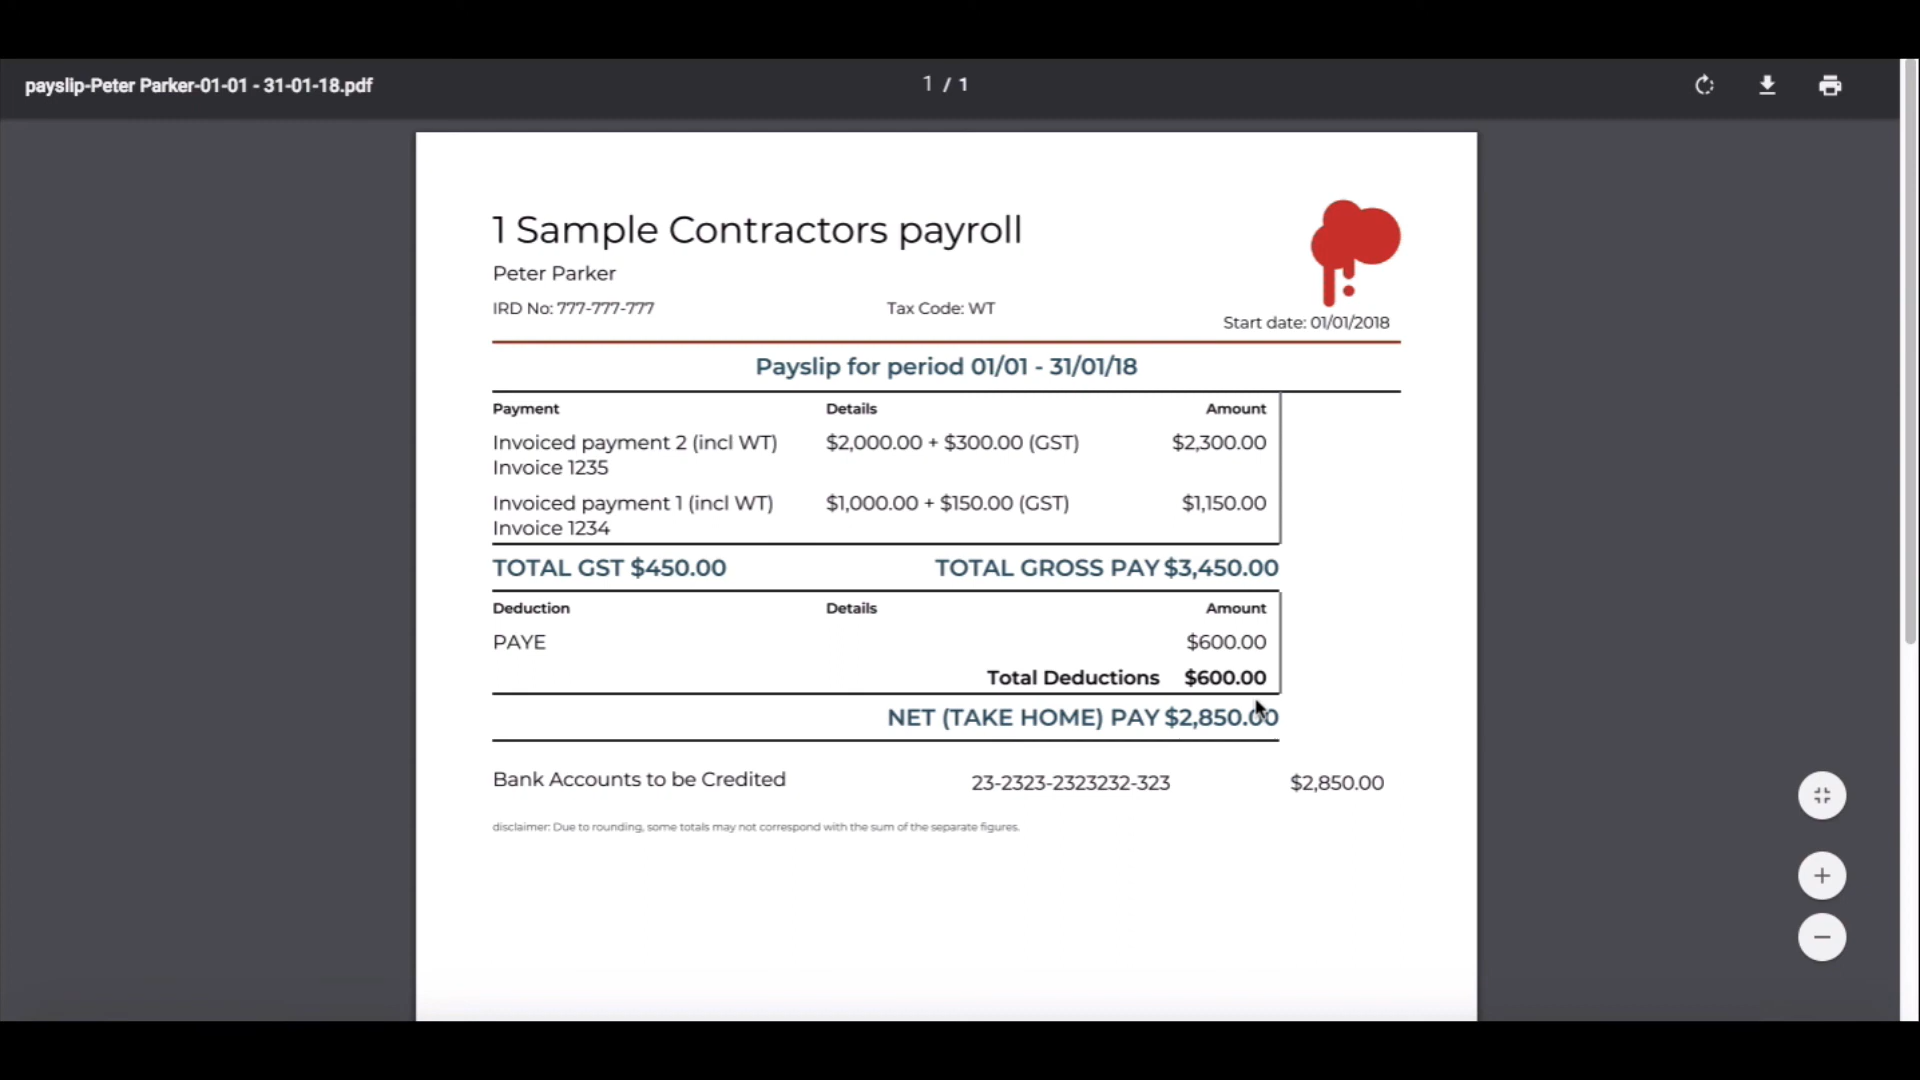 payslip-Peter Parker-01-01 - 31-01-18.pdf 1 / 1
1 Sample Contractors payroll
Peter Parker
IRD No: 777-777-777 Tax Code: WT
Start date: 01/01/2018
Payslip for period 01/01 - 31/01/18
Payment Details Amount
Invoiced payment 2 (incl WT) $2,000.00 + $300.00 (GST) $2,300.00
Invoice 1235
Invoiced payment 1 (incl WT) $1,000.00 + $150.00 (GST) $1,150.00
Invoice 1234
TOTAL GST $450.00 TOTAL GROSS PAY $3,450.00
Deduction Details Amount
PAYE $600.00
Total Deductions $600.00
NET (TAKE HOME) PAY $2,850.00
Bank Accounts to be Credited 23-2323-2323232-323 $2,850.00
disclaimer: Due to rounding, some totals may not correspond with the sum of the separate figures.